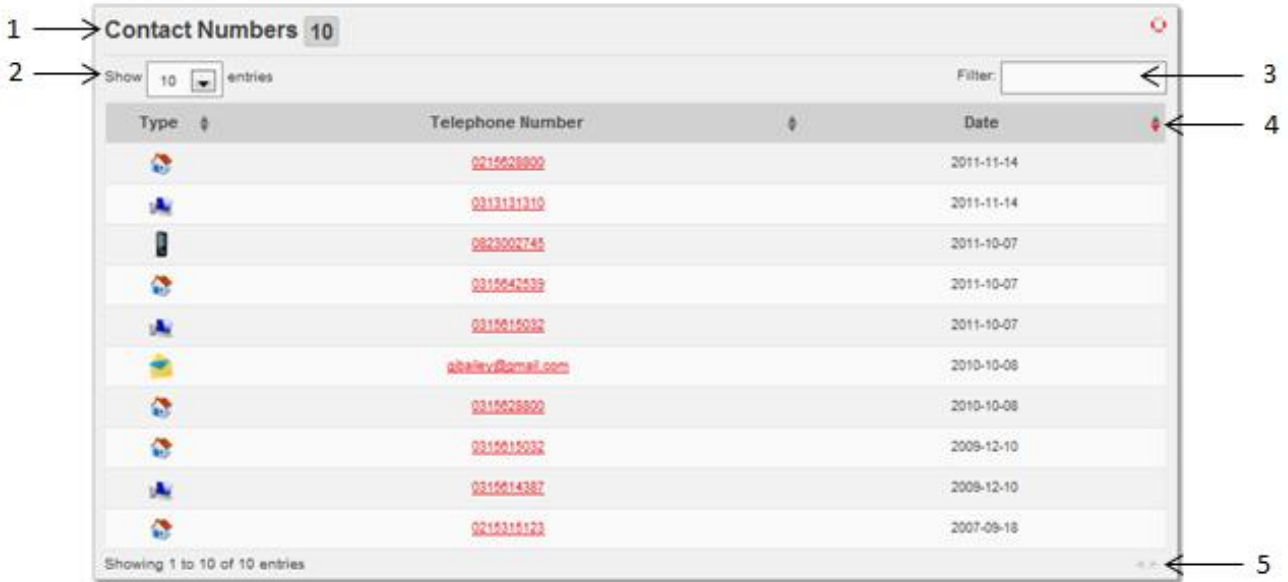 1 Contact Numbers 10
2 Show 10 entries Filter: 3
Type Telephone Number Date 4
0215628800 2011-11-14
0313131310 2011-11-14
0823002745 2011-10-07
0315642539 2011-10-07
0315615032 2011-10-07
gjbailey@gmail.com 2010-10-08
0315628800 2010-10-08
0315615032 2009-12-10
0315614387 2009-12-10
0215315123 2007-09-18
Showing 1 to 10 of 10 entries 5